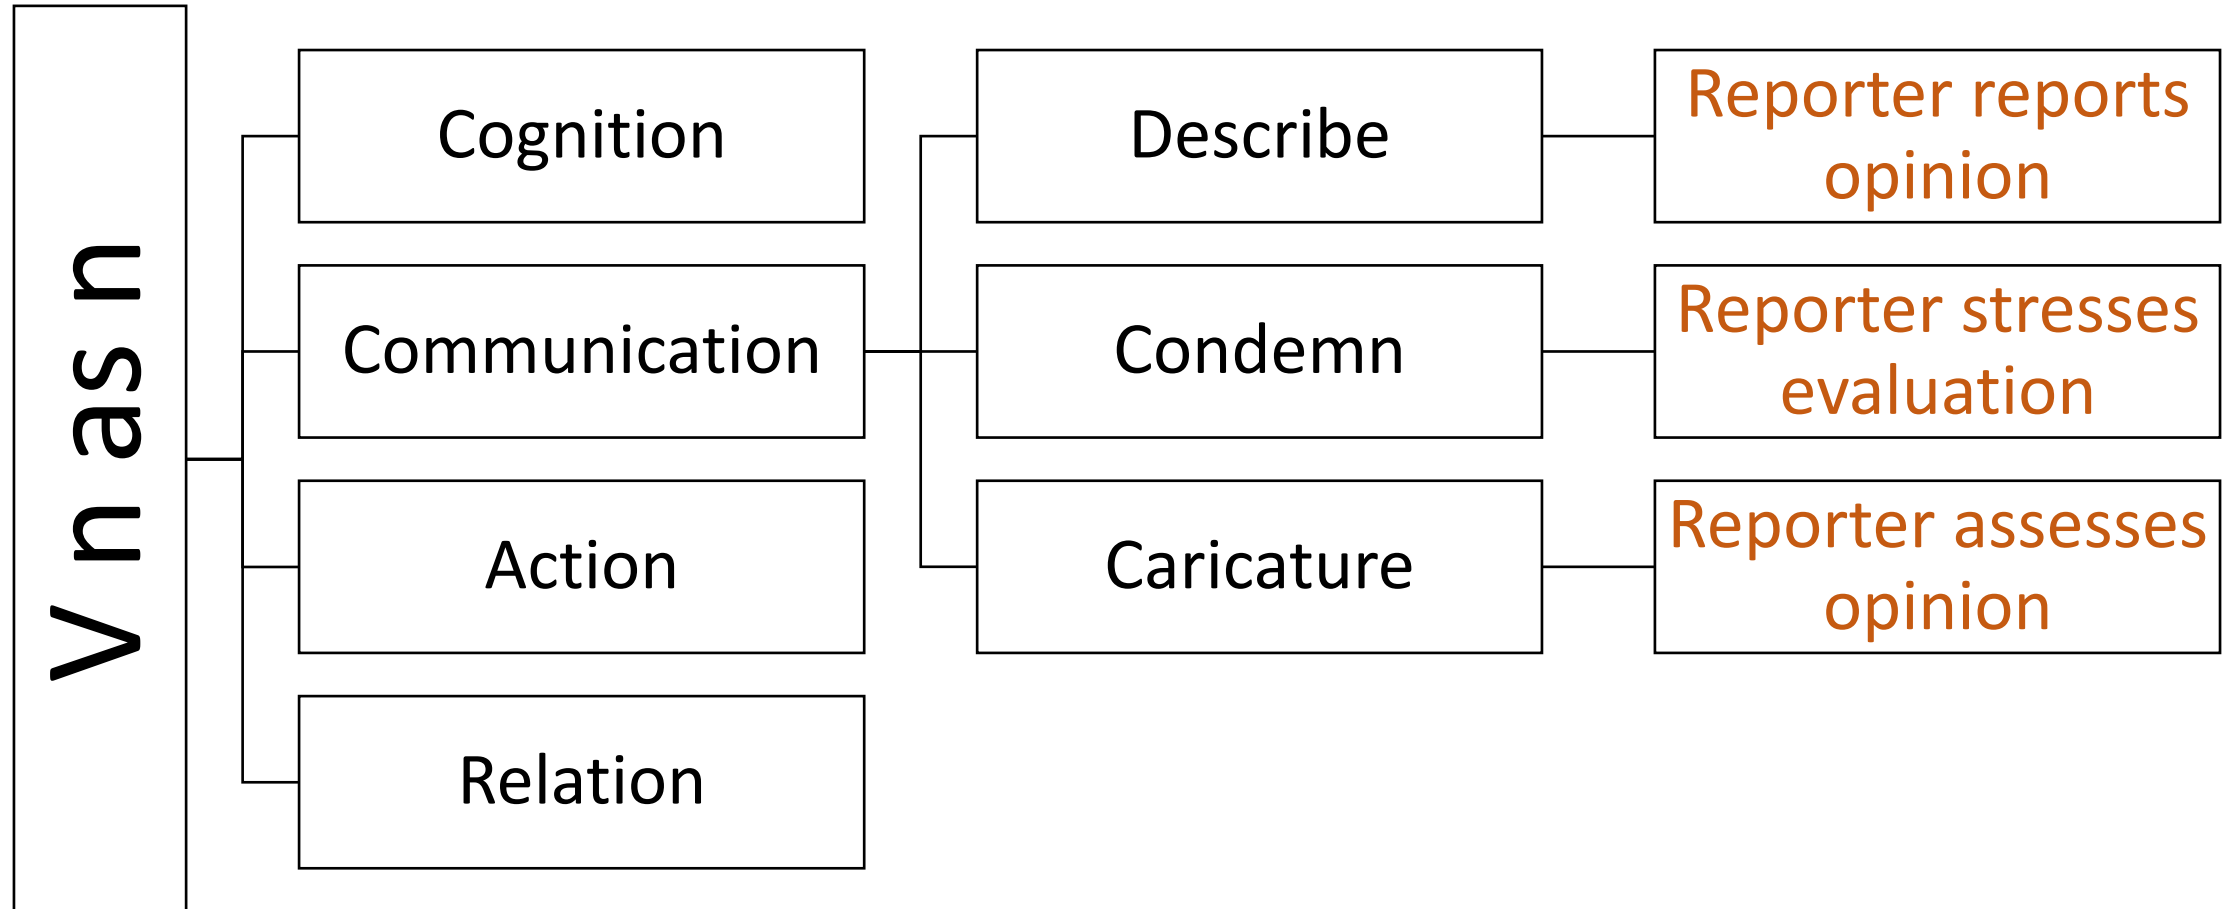 V n as n
Cognition
Communication
Action
Relation
Describe
Condemn
Caricature
Reporter reports
opinion
Reporter stresses
evaluation
Reporter assesses
opinion